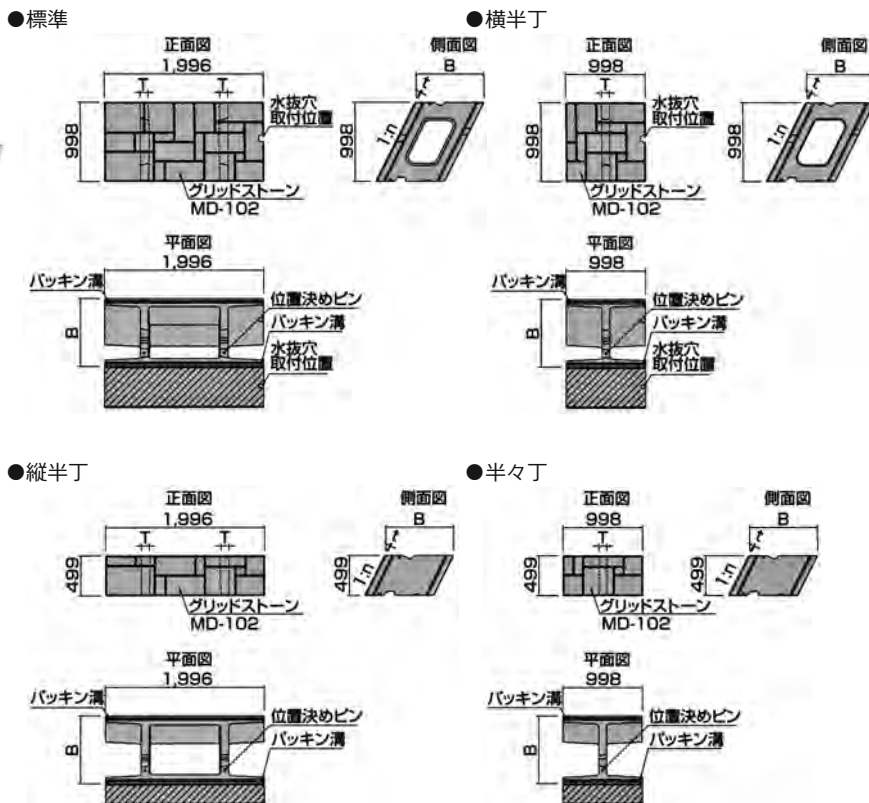 ●標準
正面図
1,996
T T
998
水抜穴
取付位置
グリッドストーン
MD-102
側面図
B
t
1:n
998
平面図
1,996
パッキン溝
B
位置決めピン
パッキン溝
水抜穴
取付位置
●横半丁
正面図
998
T
998
水抜穴
取付位置
グリッドストーン
MD-102
側面図
B
t
1:n
998
平面図
998
パッキン溝
B
位置決めピン
パッキン溝
水抜穴
取付位置
●縦半丁
正面図
1,996
T T
499
グリッドストーン
MD-102
側面図
B
t
1:n
499
平面図
1,996
パッキン溝
B
位置決めピン
パッキン溝
●半々丁
正面図
998
T
499
グリッドストーン
MD-102
側面図
B
t
1:n
499
平面図
998
パッキン溝
B
位置決めピン
パッキン溝